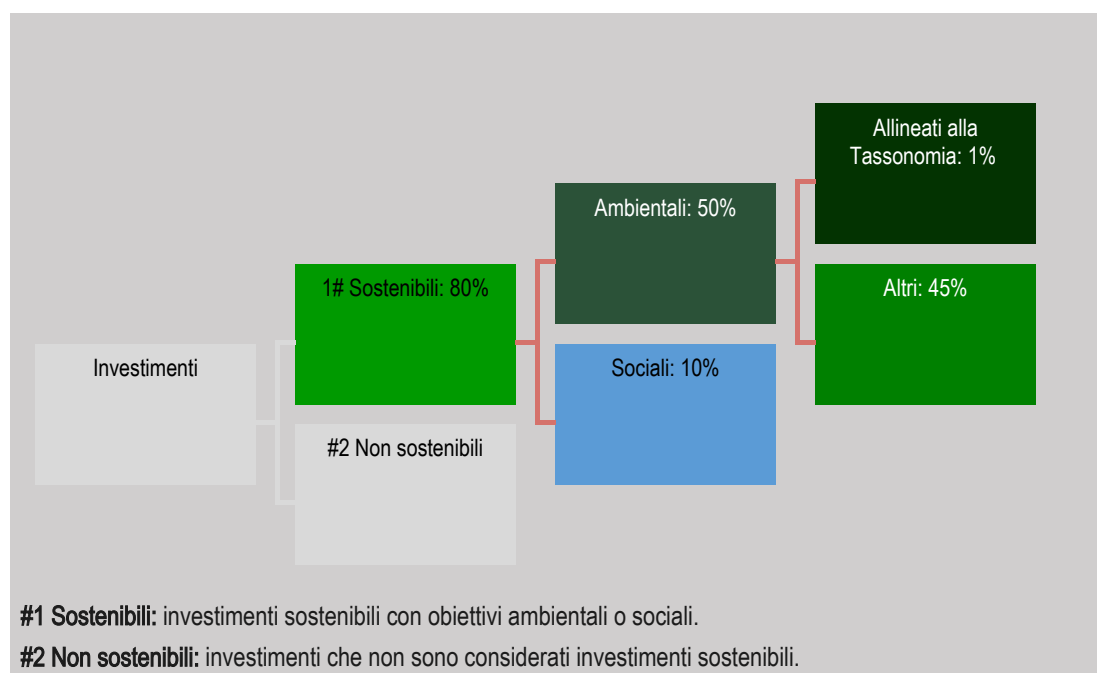 Allineati alla
Tassonomia: 1%
Ambientali: 50%
1# Sostenibili: 80%
Altri: 45%
Investimenti
Sociali: 10%
#2 Non sostenibili
#1 Sostenibili: investimenti sostenibili con obiettivi ambientali o sociali.
#2 Non sostenibili: investimenti che non sono considerati investimenti sostenibili.